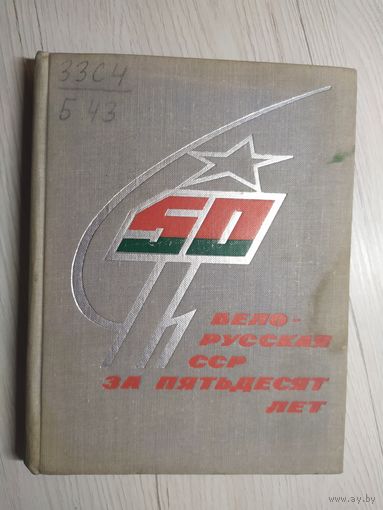 33С4
Б 43
50
БЕЛО-
РУССКАЯ
ССР
ЗА ПЯТЬДЕСЯТ
ЛЕТ
www.ay.by